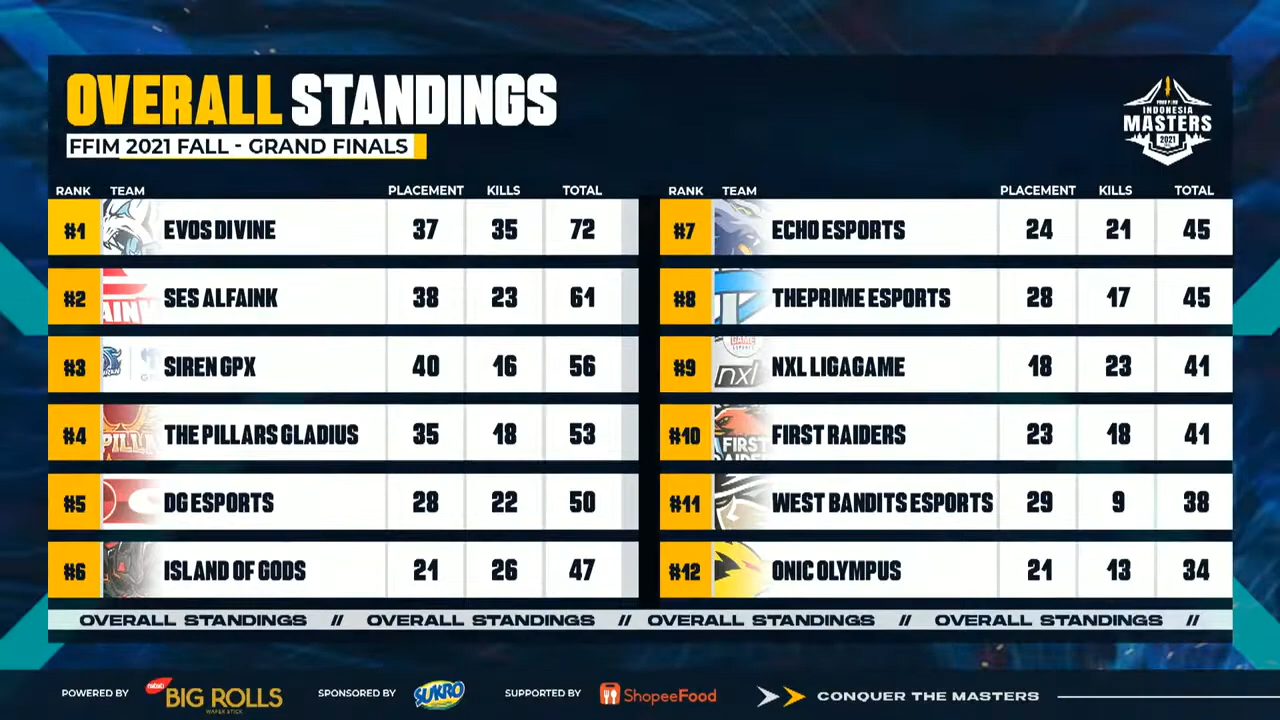 OVERALL STANDINGS
FFIM 2021 FALL - GRAND FINALS
INDONESIA
MASTERS
2021
RANK TEAM PLACEMENT KILLS TOTAL
#1 EVOS DIVINE 37 35 72
#2 SES ALFAINK 38 23 61
#3 SIREN GPX 40 16 56
#4 THE PILLARS GLADIUS 35 18 53
#5 DG ESPORTS 28 22 50
#6 ISLAND OF GODS 21 26 47
RANK TEAM PLACEMENT KILLS TOTAL
#7 ECHO ESPORTS 24 21 45
#8 THEPRIME ESPORTS 28 17 45
#9 NXL LIGAGAME 18 23 41
#10 FIRST RAIDERS 23 18 41
#11 WEST BANDITS ESPORTS 29 9 38
#12 ONIC OLYMPUS 21 13 34
OVERALL STANDINGS // OVERALL STANDINGS // OVERALL STANDINGS // OVERALL STANDINGS //
POWERED BY BIG ROLLS WAFER STICK SPONSORED BY SUKRO SUPPORTED BY ShopeeFood CONQUER THE MASTERS